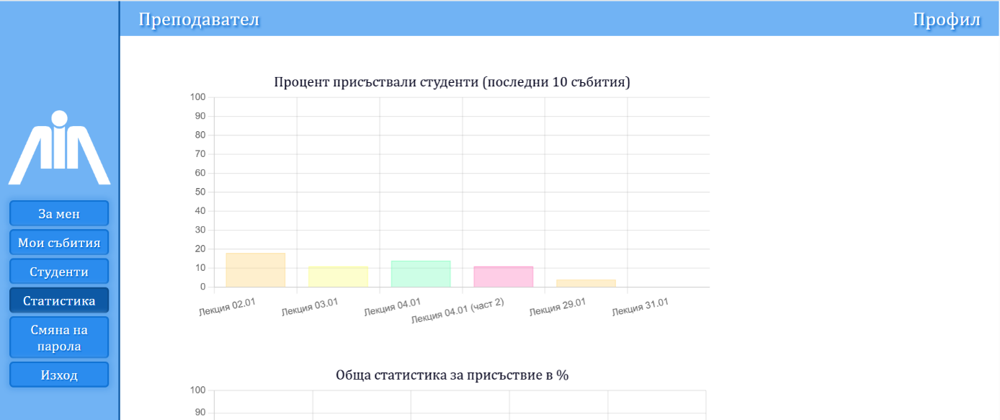 Преподавател
Профил
За мен
Мои събития
Студенти
Статистика
Смяна на
парола
Изход
Процент присъствали студенти (последни 10 събития)
100
90
80
70
60
50
40
30
20
10
0
Лекция 02.01
Лекция 03.01
Лекция 04.01
Лекция 04.01 (част 2)
Лекция 29.01
Лекция 31.01
Обща статистика за присъствие в %
100
90